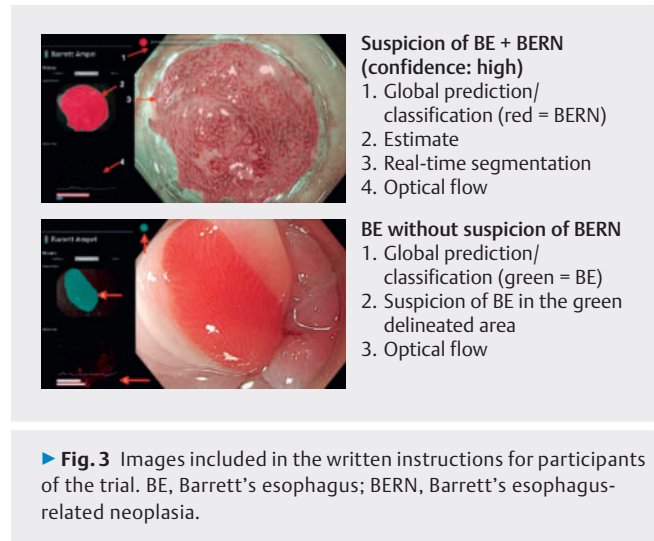 Barrett Ampel
1
2
3
4
Suspicion of BE + BERN
(confidence: high)
1. Global prediction/
classification (red = BERN)
2. Estimate
3. Real-time segmentation
4. Optical flow
Barrett Ampel
BE without suspicion of BERN
1. Global prediction/
classification (green = BE)
2. Suspicion of BE in the green
delineated area
3. Optical flow
▶ Fig. 3 Images included in the written instructions for participants
of the trial. BE, Barrett’s esophagus; BERN, Barrett’s esophagus-
related neoplasia.